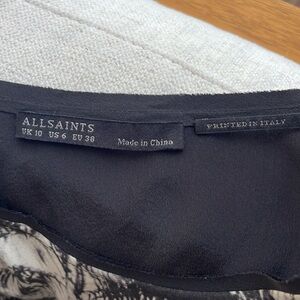 ALLSAINTS
UK 10 US 6 EU 38
Made in China
PRINTED IN ITALY